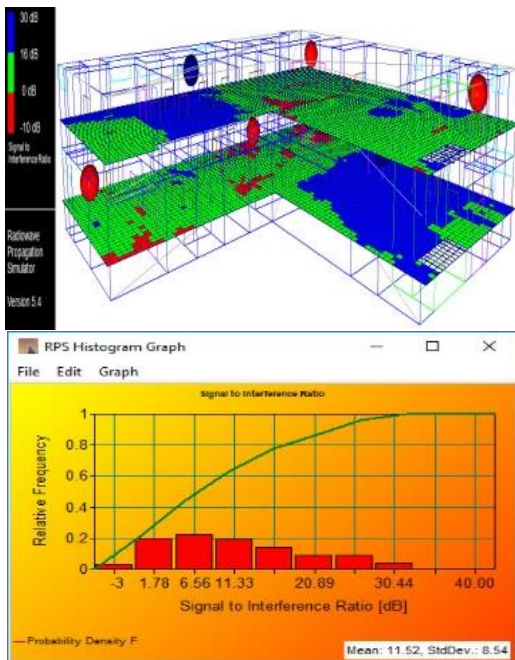 30 dB
16 dB
0 dB
-10 dB
Signal to
Interference Ratio
Radiowave
Propagation
Simulator
Version 5.4
RPS Histogram Graph
File Edit Graph
Signal to Interference Ratio
Relative Frequency
1
0.8
0.6
0.4
0.2
0
-3 1.78 6.56 11.33 20.89 30.44 40.00
Signal to Interference Ratio [dB]
Probability Density F.
Mean: 11.52, StdDev.: 8.54